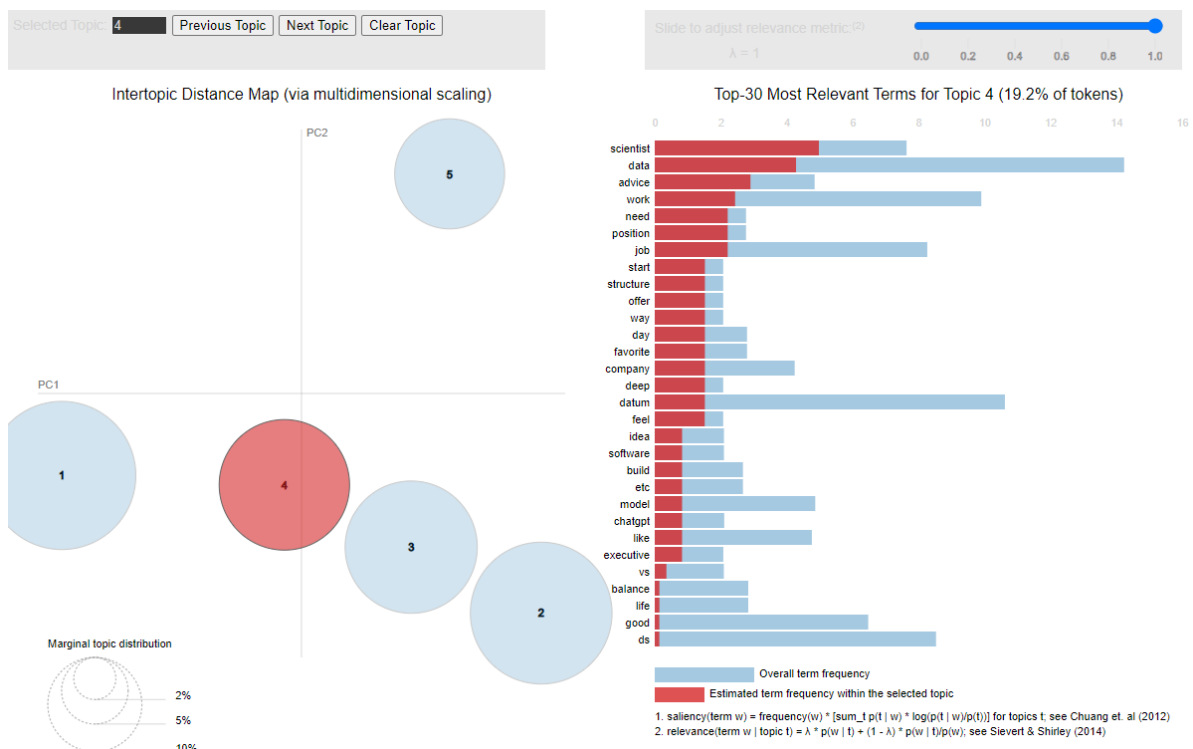 Selected Topic: 4 Previous Topic Next Topic Clear Topic
Slide to adjust relevance metric:(2)
λ = 1
0.0 0.2 0.4 0.6 0.8 1.0
Intertopic Distance Map (via multidimensional scaling)
PC2
PC1
5
1
4
3
2
Marginal topic distribution
2%
5%
10%
Top-30 Most Relevant Terms for Topic 4 (19.2% of tokens)
0 2 4 6 8 10 12 14 16
scientist
data
advice
work
need
position
job
start
structure
offer
way
day
favorite
company
deep
datum
feel
idea
software
build
etc
model
chatgpt
like
executive
vs
balance
life
good
ds
Overall term frequency
Estimated term frequency within the selected topic
1. saliency(term w) = frequency(w) * [sum_t p(t | w) * log(p(t | w)/p(t))] for topics t; see Chuang et. al (2012)
2. relevance(term w | topic t) = λ * p(w | t) + (1 - λ) * p(w | t)/p(w); see Sievert & Shirley (2014)